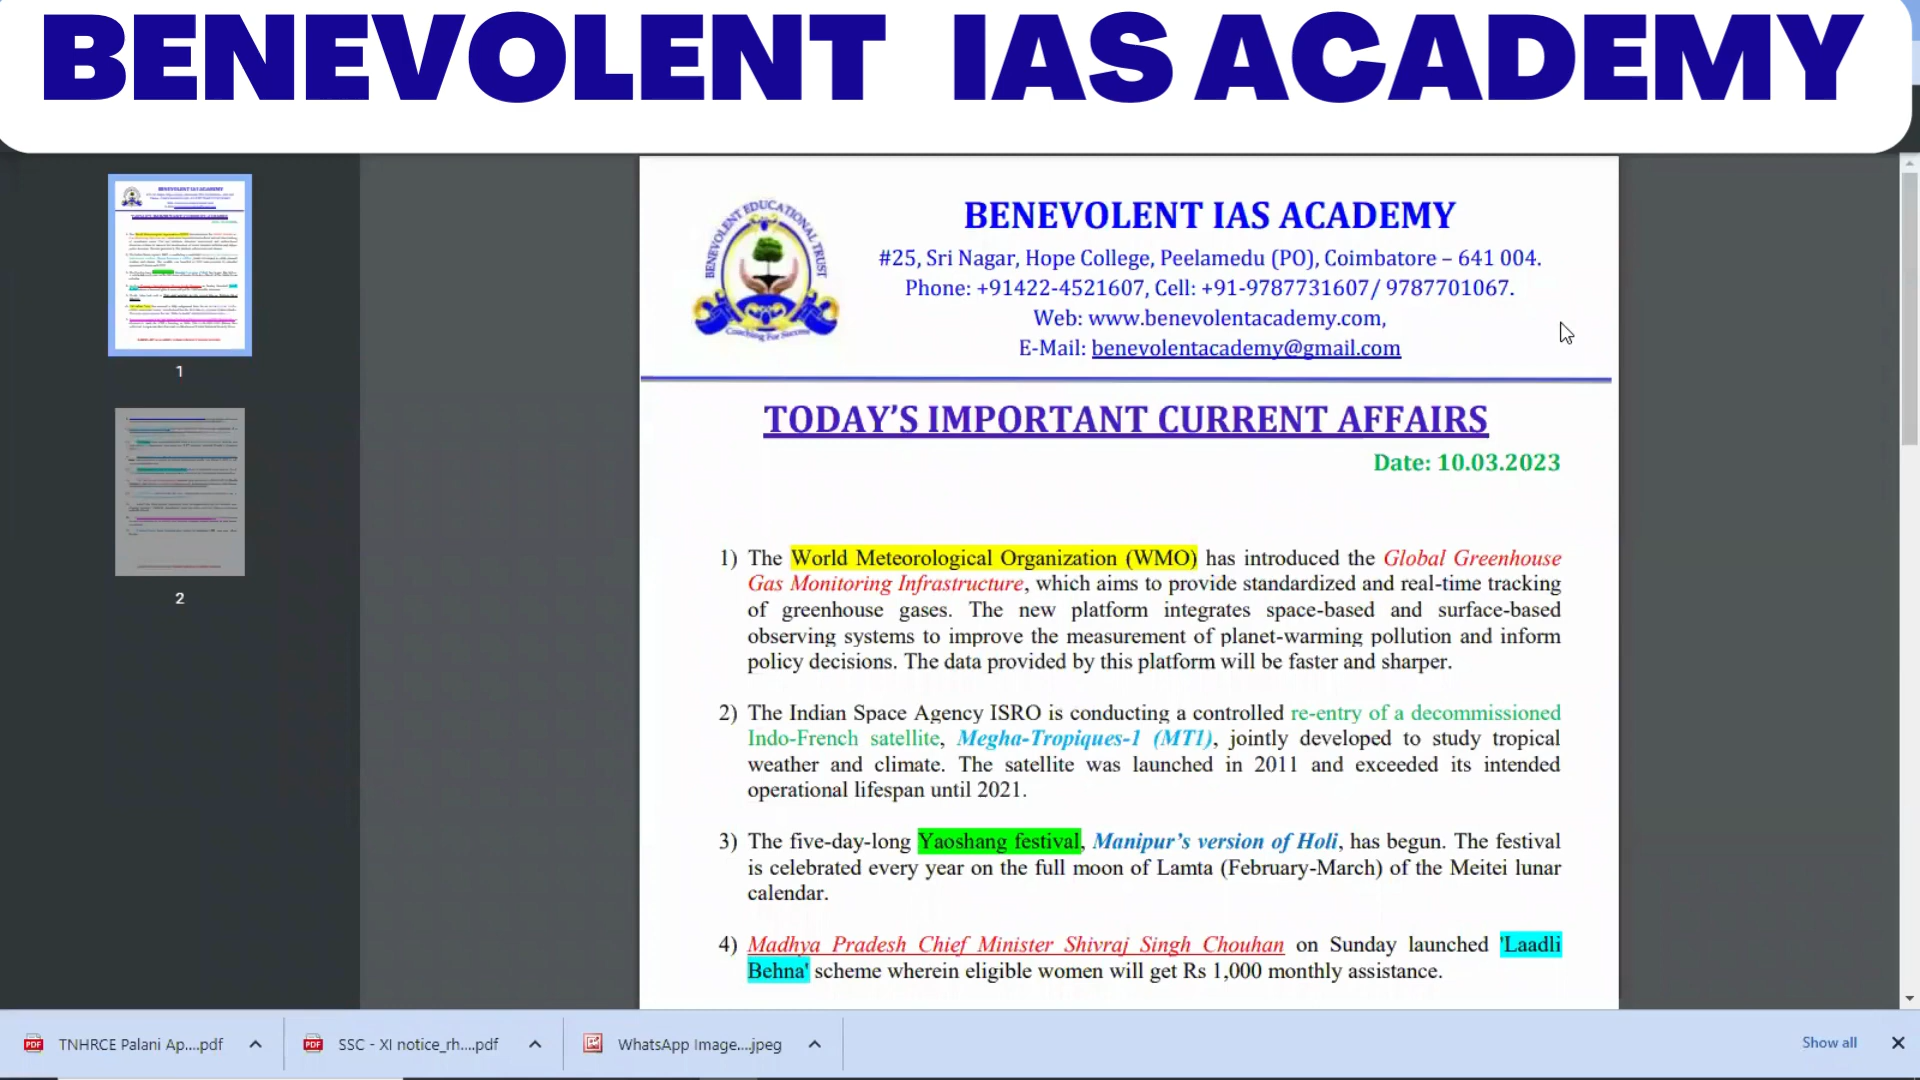 BENEVOLENT IAS ACADEMY
BENEVOLENT EDUCATIONAL TRUST
Coaching For Success
BENEVOLENT IAS ACADEMY
#25, Sri Nagar, Hope College, Peelamedu (PO), Coimbatore – 641 004.
Phone: +91422-4521607, Cell: +91-9787731607/ 9787701067.
Web: www.benevolentacademy.com,
E-Mail: benevolentacademy@gmail.com
TODAY'S IMPORTANT CURRENT AFFAIRS
Date: 10.03.2023
1) The World Meteorological Organization (WMO) has introduced the Global Greenhouse
Gas Monitoring Infrastructure, which aims to provide standardized and real-time tracking
of greenhouse gases. The new platform integrates space-based and surface-based
observing systems to improve the measurement of planet-warming pollution and inform
policy decisions. The data provided by this platform will be faster and sharper.
2) The Indian Space Agency ISRO is conducting a controlled re-entry of a decommissioned
Indo-French satellite, Megha-Tropiques-1 (MT1), jointly developed to study tropical
weather and climate. The satellite was launched in 2011 and exceeded its intended
operational lifespan until 2021.
3) The five-day-long Yaoshang festival, Manipur's version of Holi, has begun. The festival
is celebrated every year on the full moon of Lamta (February-March) of the Meitei lunar
calendar.
4) Madhya Pradesh Chief Minister Shivraj Singh Chouhan on Sunday launched 'Laadli
Behna' scheme wherein eligible women will get Rs 1,000 monthly assistance.
1
2
TNHRCE Palani Ap....pdf
SSC - XI notice_rh....pdf
WhatsApp Image....jpeg
Show all